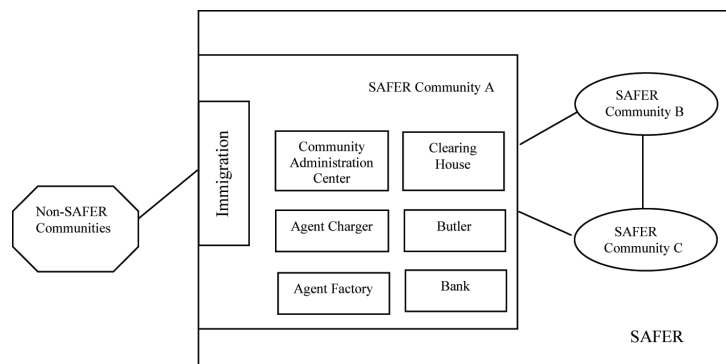 SAFER Community A
Immigration
Community
Administration
Center
Clearing
House
Agent Charger
Butler
Agent Factory
Bank
Non-SAFER
Communities
SAFER
Community B
SAFER
Community C
SAFER